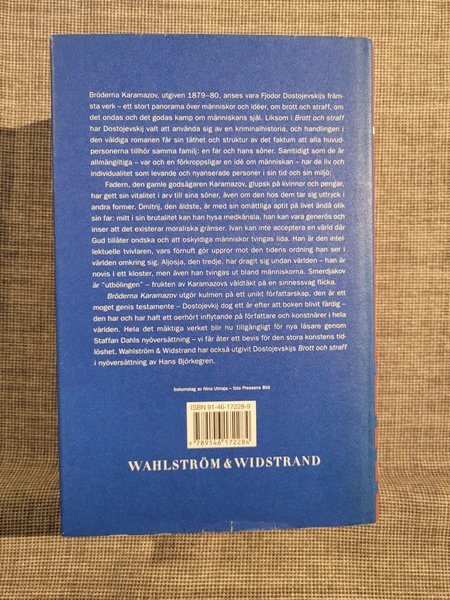 Bröderna Karamazov, utgiven 1879–80, anses vara Fjodor Dostojevskijs främ-
sta verk – ett stort panorama över människor och idéer, om brott och straff, om
det ondas och det godas kamp om människans själ. Liksom i Brott och straff
har Dostojevskij valt att använda sig av en kriminalhistoria, och handlingen i
den väldiga romanen får sin täthet och struktur av det faktum att alla huvud-
personerna tillhör samma familj; en far och hans söner. Samtidigt som de är
allmängiltiga – var och en förkroppsligar en idé om människan – har de liv och
individualitet som levande och nyanserade personer i sin tid och sin miljö:
Fadern, den gamle godsägaren Karamazov, glupsk på kvinnor och pengar,
har gett sin vitalitet i arv till sina söner, även om den hos dem tar sig uttryck i
andra former. Dmitrij, den äldste, är med sin omättliga aptit på livet ändå olik
sin far: mitt i sin brutalitet kan han hysa medkänsla, han kan vara generös och
inser att det existerar moraliska gränser. Ivan kan inte acceptera en värld där
Gud tillåter ondska och att oskyldiga människor tvingas lida. Han är den intel-
lektuelle tvivlaren, vars förnuft gör uppror mot den tidens ordning han ser i
världen omkring sig. Aljosja, den tredje, har dragit sig undan världen – han är
novis i ett kloster, men även han tvingas ut bland människorna. Smerdjakov
är "utbölingen" – frukten av Karamazovs våldtäkt på en sinnessvag flicka.
Bröderna Karamazov utgör kulmen på ett unikt författarskap, den är ett
moget genis testamente – Dostojevskij dog ett år efter att boken blivit färdig –
den har och har haft ett oerhört inflytande på författare och konstnärer i hela
världen. Hela det mäktiga verket blir nu tillgängligt för nya läsare genom
Staffan Dahls nyöversättning – vi får åter ett bevis för den stora konstens tid-
löshet. Wahlström & Widstrand har också utgivit Dostojevskijs Brott och straff
i nyöversättning av Hans Björkegren.
bokomslag av Nina Ulmaja – foto Pressens Bild
ISBN 91-46-17228-9
9 789146 172284
WAHLSTRÖM & WIDSTRAND